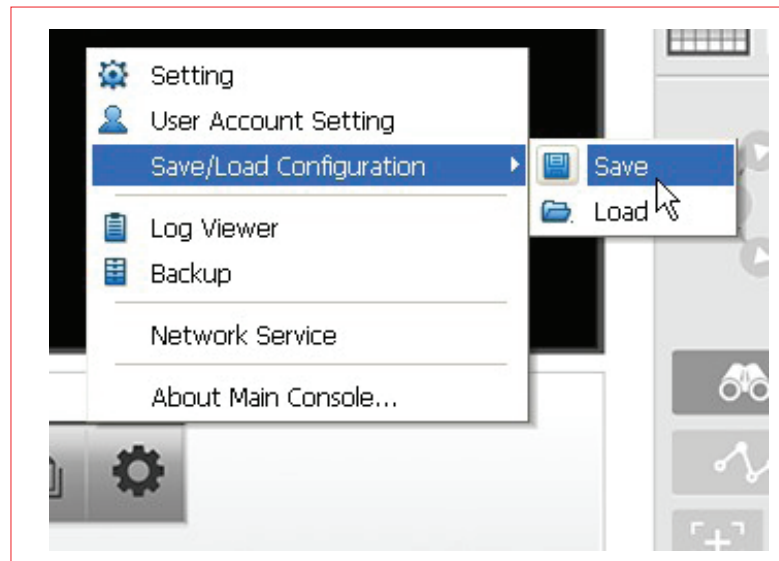 Setting
User Account Setting
Save/Load Configuration
Save
Load
Log Viewer
Backup
Network Service
About Main Console...